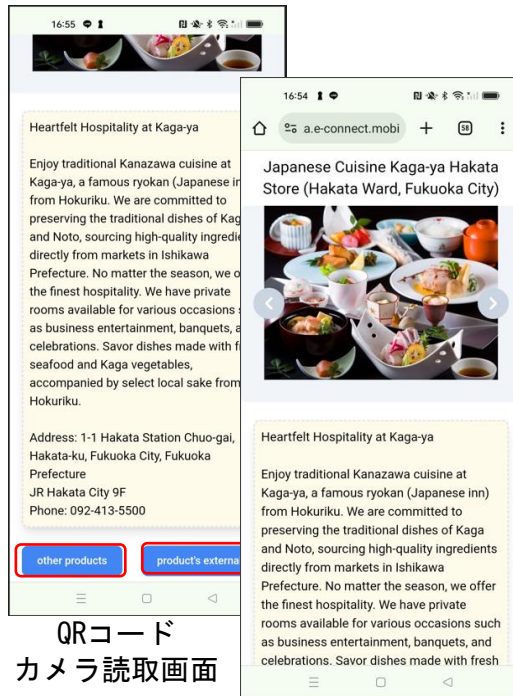 16:55
Heartfelt Hospitality at Kaga-ya
Enjoy traditional Kanazawa cuisine at
Kaga-ya, a famous ryokan (Japanese
from Hokuriku. We are committed to
preserving the traditional dishes of
and Noto, sourcing high-quality
directly from markets in Ishikawa
Prefecture. No matter the season, we
the finest hospitality. We have private
rooms available for various occasions
as business entertainment, banquets,
celebrations. Savor dishes made with
seafood and Kaga vegetables,
accompanied by select local sake from
Hokuriku.
Address: 1-1 Hakata Station Chuo-gai,
Hakata-ku, Fukuoka City, Fukuoka
Prefecture
JR Hakata City 9F
Phone: 092-413-5500
other products
product's external
QRコード
カメラ読取画面
16:54
a.e-connect.mobi
58
Japanese Cuisine Kaga-ya Hakata
Store (Hakata Ward, Fukuoka City)
Heartfelt Hospitality at Kaga-ya
Enjoy traditional Kanazawa cuisine at
Kaga-ya, a famous ryokan (Japanese inn)
from Hokuriku. We are committed to
preserving the traditional dishes of Kaga
and Noto, sourcing high-quality ingredients
directly from markets in Ishikawa
Prefecture. No matter the season, we offer
the finest hospitality. We have private
rooms available for various occasions such
as business entertainment, banquets, and
celebrations. Savor dishes made with fresh